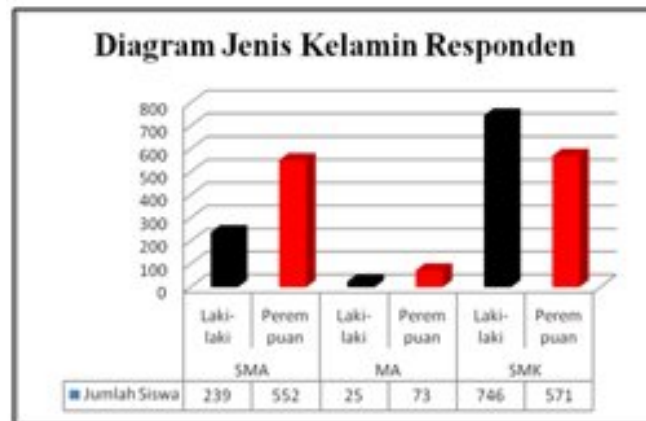 Diagram Jenis Kelamin Responden
800
700
600
500
400
300
200
100
0
Laki-laki Perem puan Laki-laki Perem puan Laki-laki Perem puan
SMA MA SMK
Jumlah Siswa 239 552 25 73 746 571